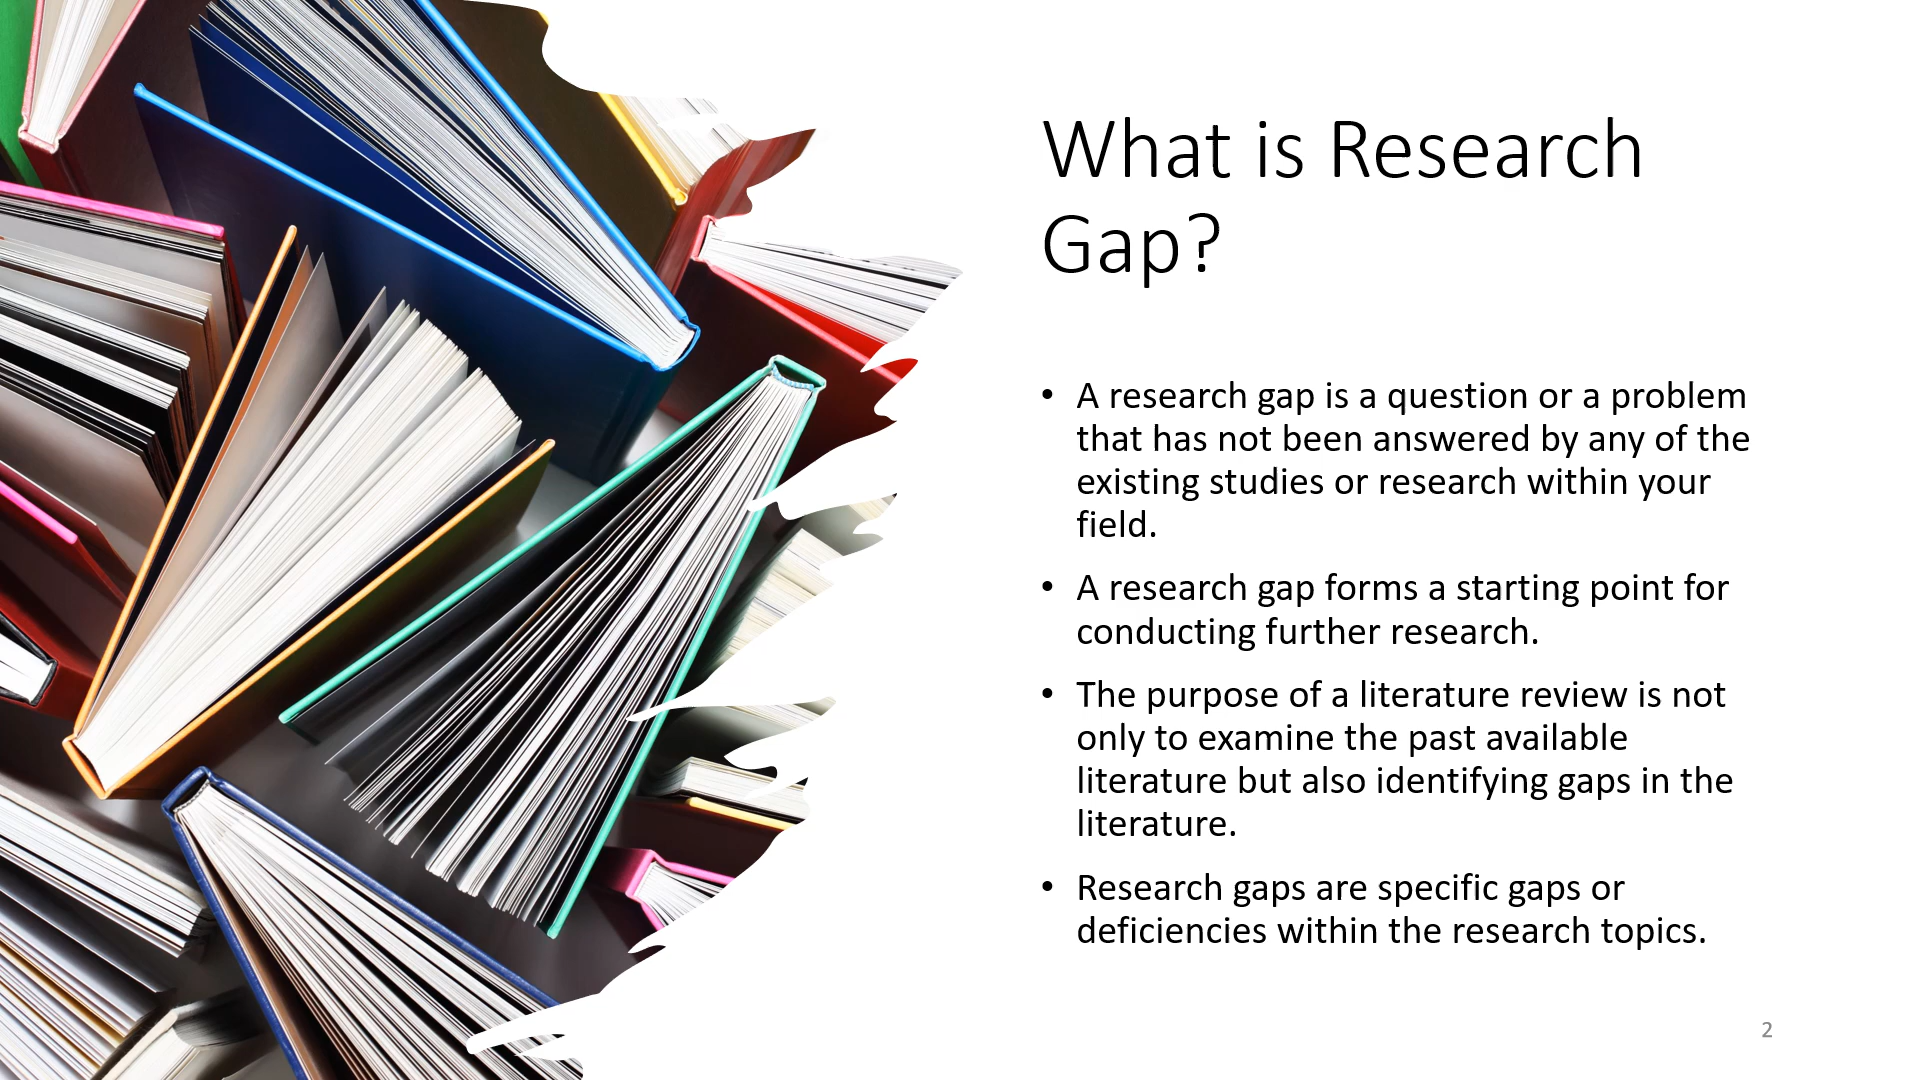 What is Research
Gap?
• A research gap is a question or a problem
that has not been answered by any of the
existing studies or research within your
field.
• A research gap forms a starting point for
conducting further research.
• The purpose of a literature review is not
only to examine the past available
literature but also identifying gaps in the
literature.
• Research gaps are specific gaps or
deficiencies within the research topics.
2